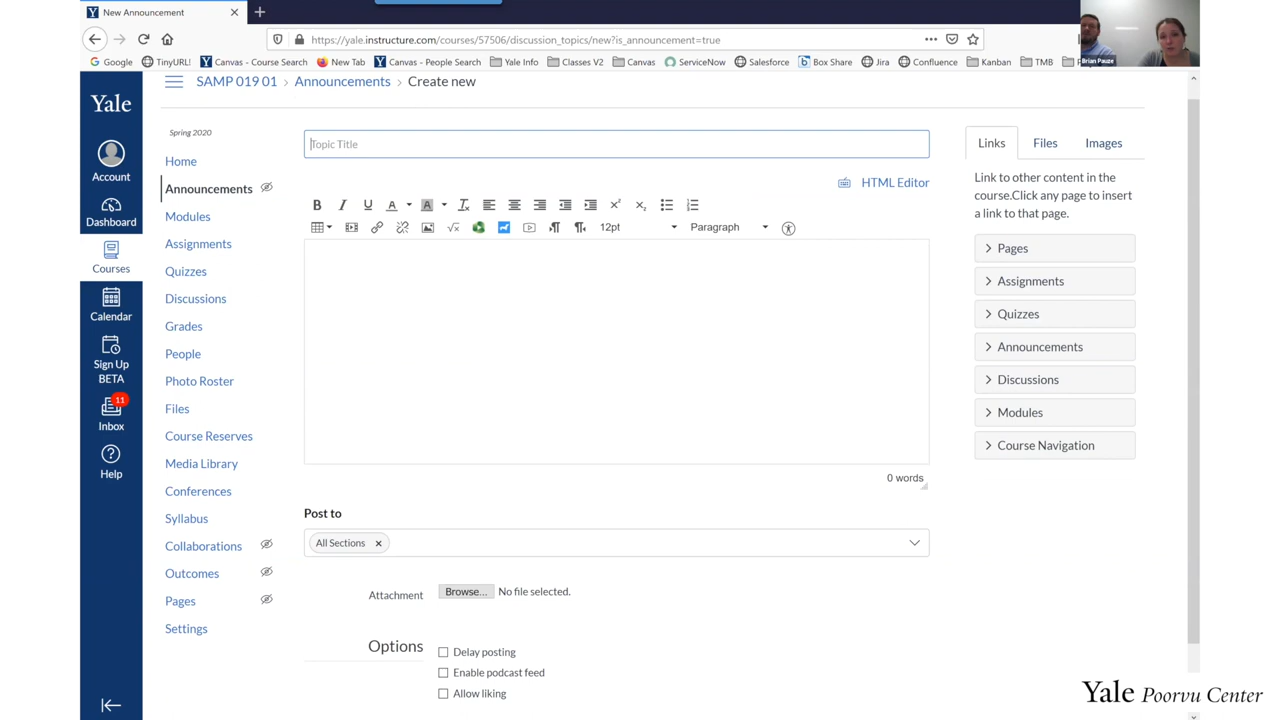 New Announcement
https://yale.instructure.com/courses/57506/discussion_topics/new?is_announcement=true
Google TinyURL! Canvas - Course Search New Tab Canvas - People Search Yale Info Classes V2 Canvas ServiceNow Salesforce Box Share Jira Confluence Kanban TMB
Brian Pauze
Yale
Account
Dashboard
Courses
Calendar
Sign Up
BETA
11
Inbox
Help
SAMP 019 01 > Announcements > Create new
Spring 2020
Home
Announcements
Modules
Assignments
Quizzes
Discussions
Grades
People
Photo Roster
Files
Course Reserves
Media Library
Conferences
Syllabus
Collaborations
Outcomes
Pages
Settings
Topic Title
HTML Editor
12pt Paragraph
0 words
Post to
All Sections
Attachment Browse... No file selected.
Options
Delay posting
Enable podcast feed
Allow liking
Links Files Images
Link to other content in the
course.Click any page to insert
a link to that page.
Pages
Assignments
Quizzes
Announcements
Discussions
Modules
Course Navigation
Yale Poorvu Center